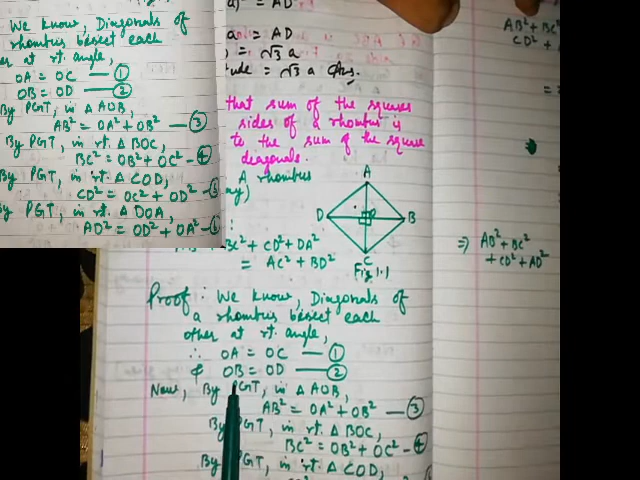 We know, Diagonals of
rhombus bisect each
er at rt angle,
OA = OC — ①
OB = OD — ②
By PGT, in △ AOB,
AB² = OA² + OB² — ③
By PGT, in rt. △ BOC,
BC² = OB² + OC² — ④
By PGT, in rt. △ COD,
CD² = OC² + OD² — ⑤
By PGT, in rt. △ DOA,
AD² = OD² + OA² — ⑥
= AD
= AD
= √3 a
ude = √3 a Ans.
that sum of the squares
sides of a rhombus is
to the sum of the square
diagonals.
A rhombus
A
D
O
B
C
(Fig 1.1)
BC² + CD² + DA²
= AC² + BD²
Proof : We know, Diagonals of
a rhombus bisect each
other at rt. angle,
∴ OA = OC — ①
& OB = OD — ②
Now, By PGT, in △ AOB,
AB² = OA² + OB² — ③
By PGT, in rt. △ BOC,
BC² = OB² + OC² — ④
By PGT, in rt. △ COD,
AB² + BC²
CD² +
⇒ AB² + BC²
+ CD² + AD²